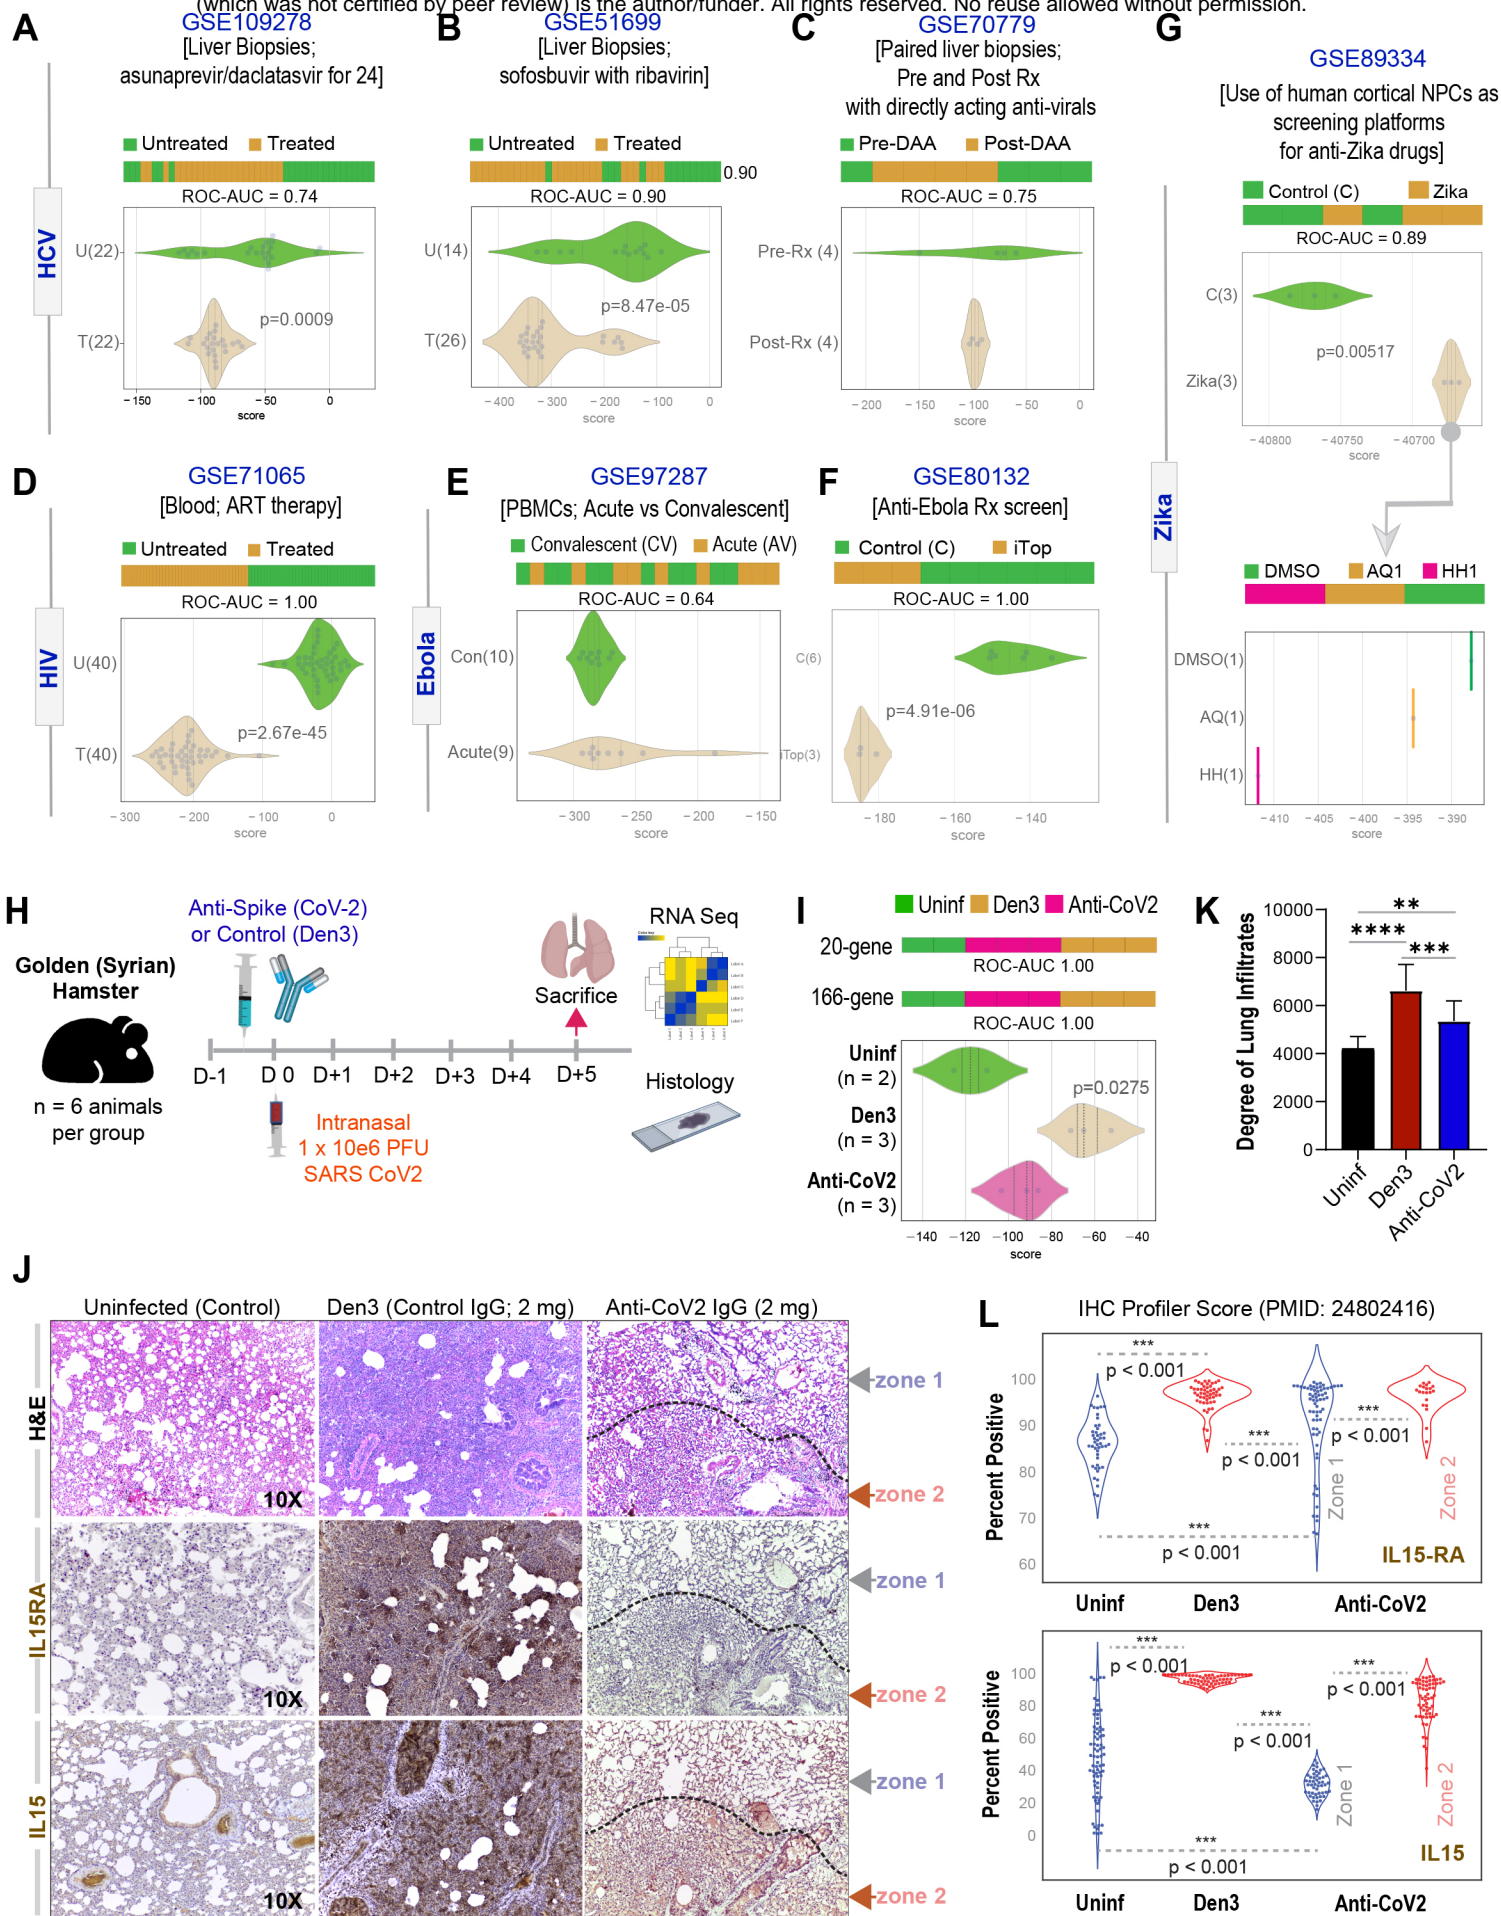 (which was not certified by peer review) is the author/funder. All rights reserved. No reuse allowed without permission.
A
GSE109278
[Liver Biopsies;
asunaprevir/daclatasvir for 24]
Untreated Treated
ROC-AUC = 0.74
U(22)
T(22)
p=0.0009
-150 -100 -50 0
score
HCV
B
GSE51699
[Liver Biopsies;
sofosbuvir with ribavirin]
Untreated Treated
0.90
ROC-AUC = 0.90
U(14)
p=8.47e-05
T(26)
-400 -300 -200 -100 0
score
C
GSE70779
[Paired liver biopsies;
Pre and Post Rx
with directly acting anti-virals
Pre-DAA Post-DAA
ROC-AUC = 0.75
Pre-Rx (4)
Post-Rx (4)
-200 -150 -100 -50 0
score
G
GSE89334
[Use of human cortical NPCs as
screening platforms
for anti-Zika drugs]
Control (C) Zika
ROC-AUC = 0.89
C(3)
p=0.00517
Zika(3)
-40800 -40750 -40700
score
Zika
DMSO AQ1 HH1
DMSO(1)
AQ(1)
HH(1)
-410 -405 -400 -395 -390
score
D
GSE71065
[Blood; ART therapy]
Untreated Treated
ROC-AUC = 1.00
U(40)
p=2.67e-45
T(40)
-300 -200 -100 0
score
HIV
E
GSE97287
[PBMCs; Acute vs Convalescent]
Convalescent (CV) Acute (AV)
ROC-AUC = 0.64
Con(10)
Acute(9)
-300 -250 -200 -150
score
Ebola
F
GSE80132
[Anti-Ebola Rx screen]
Control (C) iTop
ROC-AUC = 1.00
C(6)
p=4.91e-06
iTop(3)
-180 -160 -140
score
H
Anti-Spike (CoV-2)
or Control (Den3)
Golden (Syrian)
Hamster
n = 6 animals
per group
D-1 D 0 D+1 D+2 D+3 D+4 D+5
Intranasal
1 x 10e6 PFU
SARS CoV2
Sacrifice
RNA Seq
Histology
I
Uninf Den3 Anti-CoV2
20-gene
ROC-AUC 1.00
166-gene
ROC-AUC 1.00
Uninf
(n = 2)
p=0.0275
Den3
(n = 3)
Anti-CoV2
(n = 3)
-140 -120 -100 -80 -60 -40
score
K
Degree of Lung Infiltrates
10000
8000
6000
4000
2000
0
**
****
***
Uninf
Den3
Anti-CoV2
J
Uninfected (Control) Den3 (Control IgG; 2 mg) Anti-CoV2 IgG (2 mg)
H&E
10X
zone 1
zone 2
IL15RA
10X
zone 1
zone 2
IL15
10X
zone 1
zone 2
L
IHC Profiler Score (PMID: 24802416)
Percent Positive
100
90
80
70
60
***
p < 0.001
***
p < 0.001
***
p < 0.001
***
p < 0.001
Zone 1
Zone 2
IL15-RA
Uninf Den3 Anti-CoV2
Percent Positive
100
80
60
40
20
0
***
p < 0.001
***
p < 0.001
***
p < 0.001
***
p < 0.001
Zone 1
Zone 2
IL15
Uninf Den3 Anti-CoV2